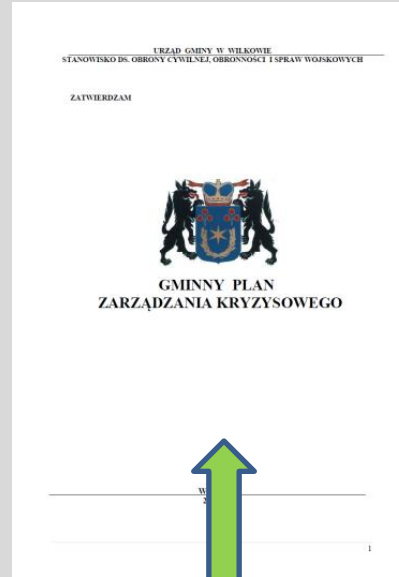 URZĄD GMINY W WILKOWIE
STANOWISKO DS. OBRONY CYWILNEJ, OBRONNOŚCI I SPRAW WOJSKOWYCH
ZATWIERDZAM
GMINNY PLAN
ZARZĄDZANIA KRYZYSOWEGO
1